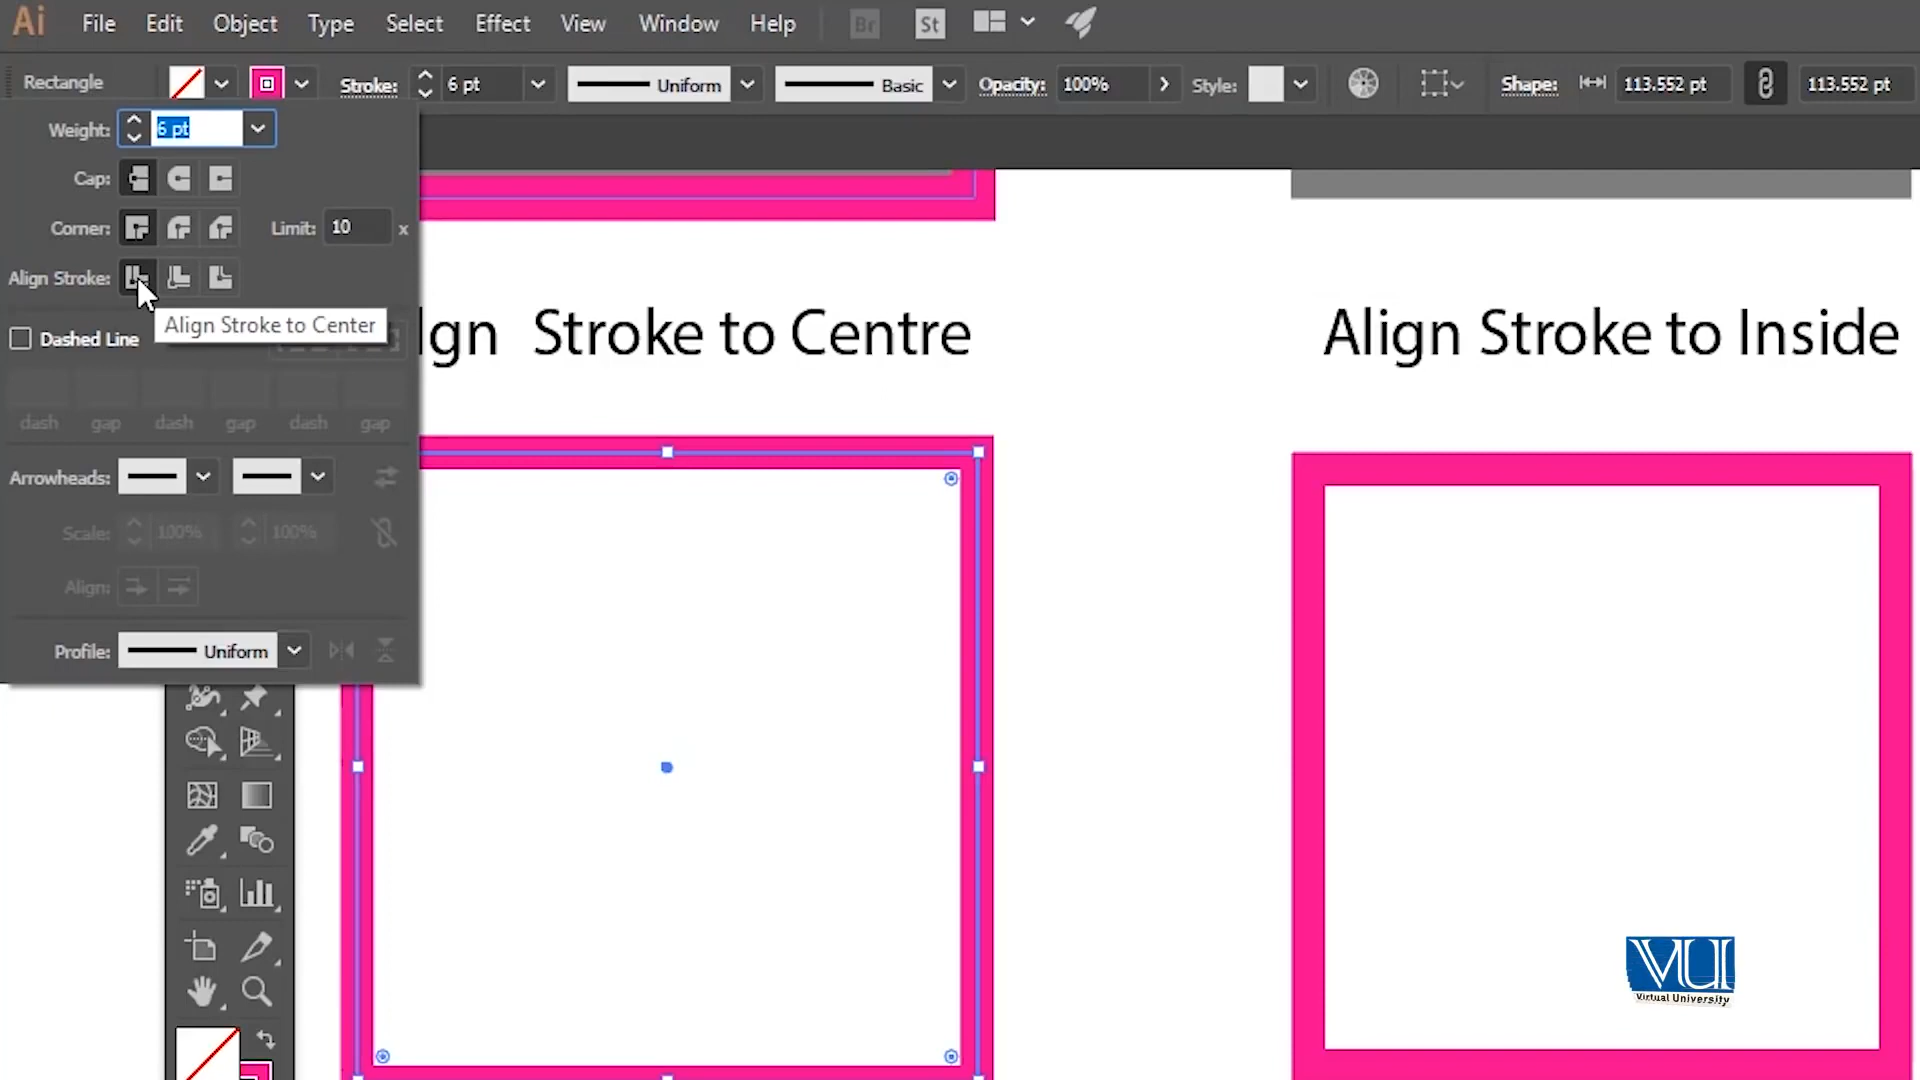 Ai File Edit Object Type Select Effect View Window Help Br St
Rectangle Stroke: 6 pt Uniform Basic Opacity: 100% Style: Shape: 113.552 pt 113.552 pt
Weight: 6 pt
Cap:
Corner: Limit: 10 x
Align Stroke:
Align Stroke to Center
Dashed Line
dash gap dash gap dash gap
Arrowheads:
Scale: 100% 100%
Align:
Profile: Uniform
lgn Stroke to Centre
Align Stroke to Inside
VU
Virtual University